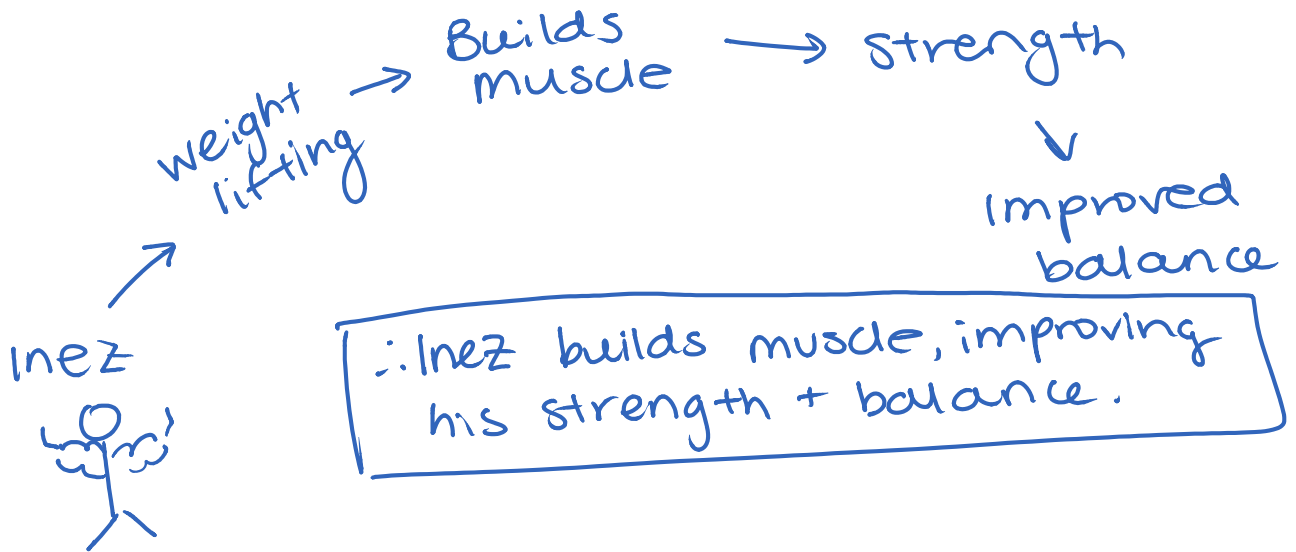 Inez
weight
lifting
Builds
muscle
strength
Improved
balance
∴ Inez builds muscle, improving
his strength + balance.